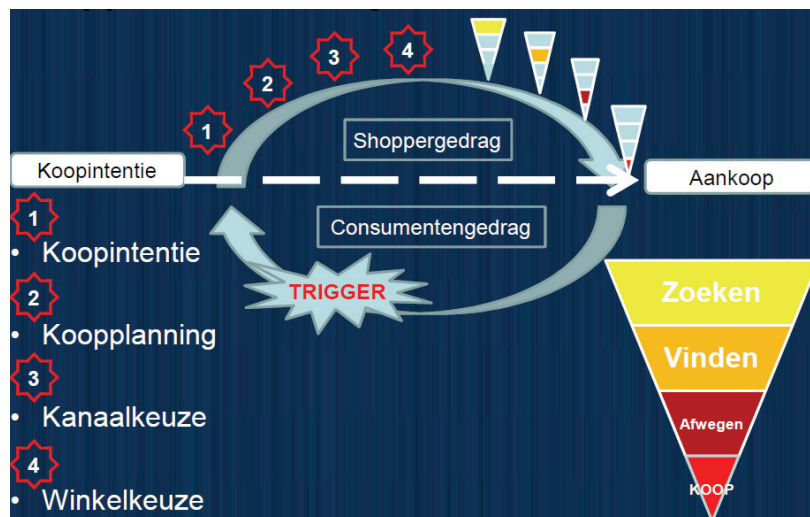 1
2
3
4
Shoppergedrag
Koopintentie
Aankoop
Consumentengedrag
TRIGGER
1
• Koopintentie
2
• Koopplanning
3
• Kanaalkeuze
4
• Winkelkeuze
Zoeken
Vinden
Afwegen
KOOP